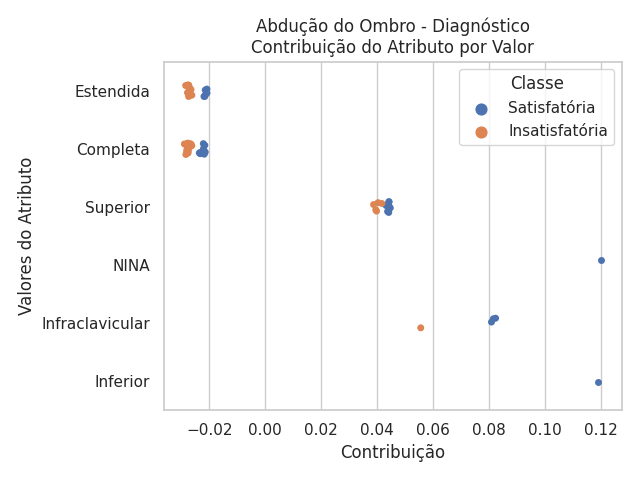 Abdução do Ombro - Diagnóstico
Contribuição do Atributo por Valor
Classe
Satisfatória
Insatisfatória
Valores do Atributo
Estendida
Completa
Superior
NINA
Infraclavicular
Inferior
−0.02 0.00 0.02 0.04 0.06 0.08 0.10 0.12
Contribuição